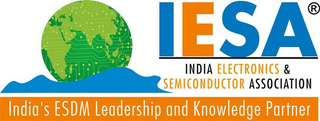 IESA®
INDIA ELECTRONICS &
SEMICONDUCTOR ASSOCIATION
India's ESDM Leadership and Knowledge Partner